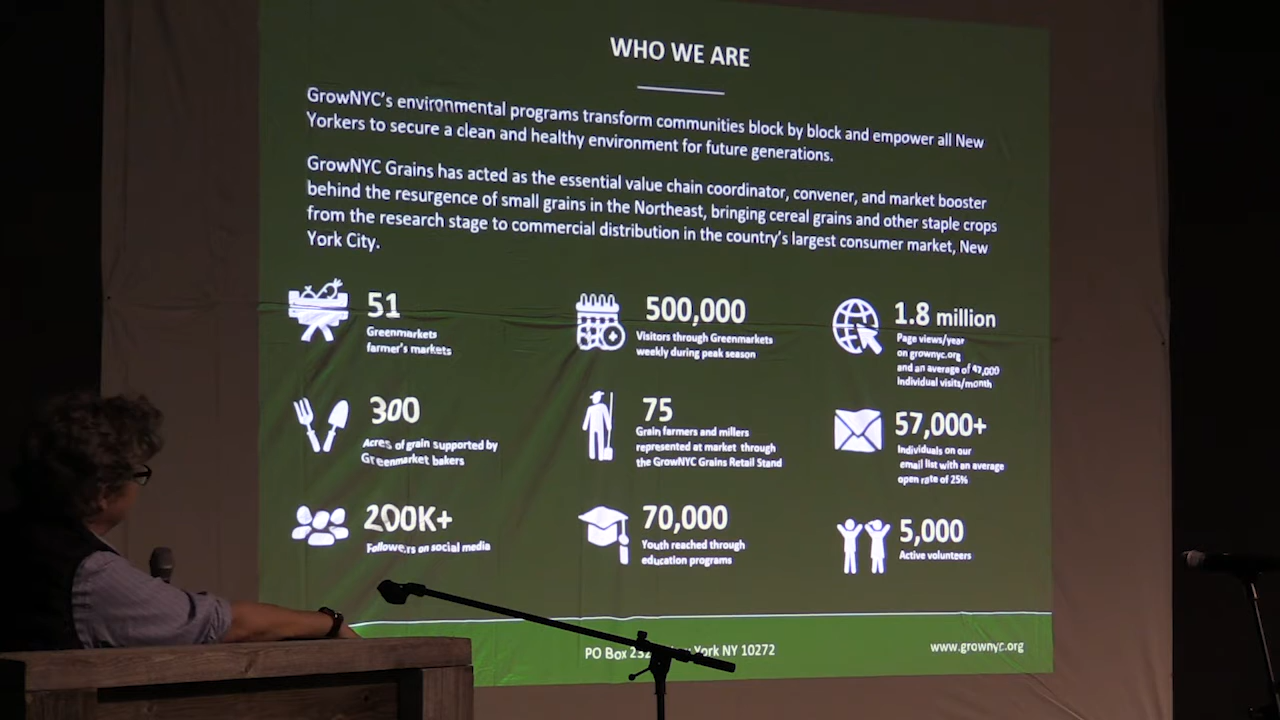 WHO WE ARE
GrowNYC's environmental programs transform communities block by block and empower all New
Yorkers to secure a clean and healthy environment for future generations.
GrowNYC Grains has acted as the essential value chain coordinator, convener, and market booster
behind the resurgence of small grains in the Northeast, bringing cereal grains and other staple crops
from the research stage to commercial distribution in the country's largest consumer market, New
York City.
51
Greenmarkets
farmer's markets
500,000
Visitors through Greenmarkets
weekly during peak season
1.8 million
Page views/year
on grownyc.org
and an average of 47,000
Individual visits/month
300
Acres of grain supported by
Greenmarket bakers
75
Grain farmers and millers
represented at market through
the GrowNYC Grains Retail Stand
57,000+
Individuals on our
email list with an average
open rate of 25%
200K+
Followers on social media
70,000
Youth reached through
education programs
5,000
Active volunteers
PO Box York NY 10272
www.grownyc.org